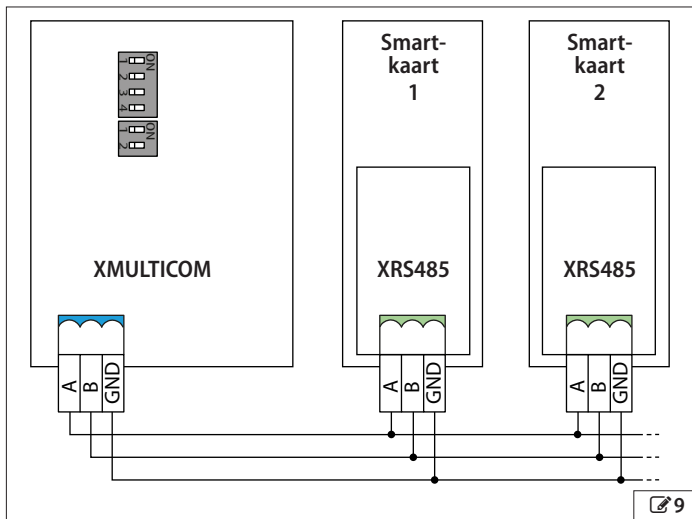 Smart-
kaart
1
Smart-
kaart
2
ON
1 2 3 4
ON
1 2
XMULTICOM
XRS485
XRS485
A B GND
A B GND
A B GND
9